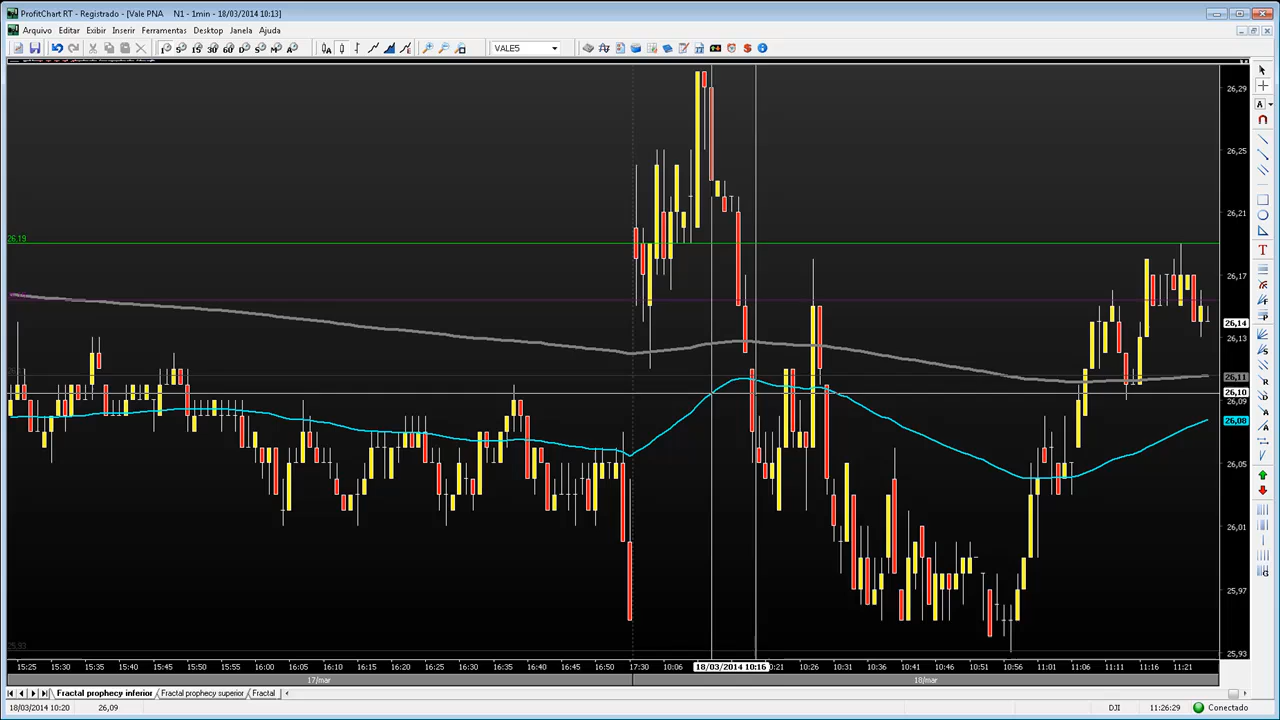 ProfitChart RT - Registrado - [Vale PNA N1 - 1min - 18/03/2014 10:13]
Arquivo Editar Exibir Inserir Ferramentas Desktop Janela Ajuda
VALE5
26,29
26,25
26,21
26,19
26,17
26,14
26,13
26,11
26,10
26,09
26,08
26,05
26,01
25,97
25,93
25,93
15:25 15:30 15:35 15:40 15:45 15:50 15:55 16:00 16:05 16:10 16:15 16:20 16:25 16:30 16:35 16:40 16:45 16:50 17:30 10:06 18/03/2014 10:16 10:21 10:26 10:31 10:36 10:41 10:46 10:51 10:56 11:01 11:06 11:11 11:16 11:21
17/mar 18/mar
Fractal prophecy inferior Fractal prophecy superior Fractal
18/03/2014 10:20 26,09 DJI 11:26:29 Conectado